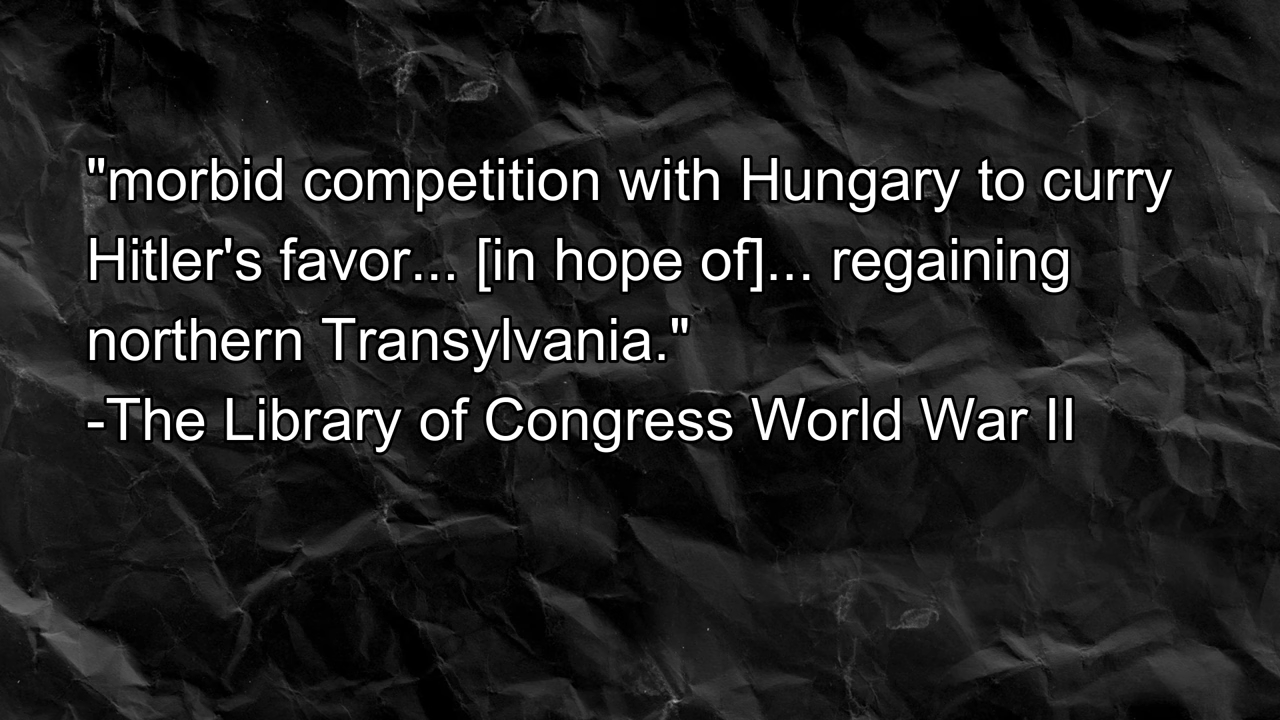 "morbid competition with Hungary to curry
Hitler's favor... [in hope of]... regaining
northern Transylvania."
-The Library of Congress World War II